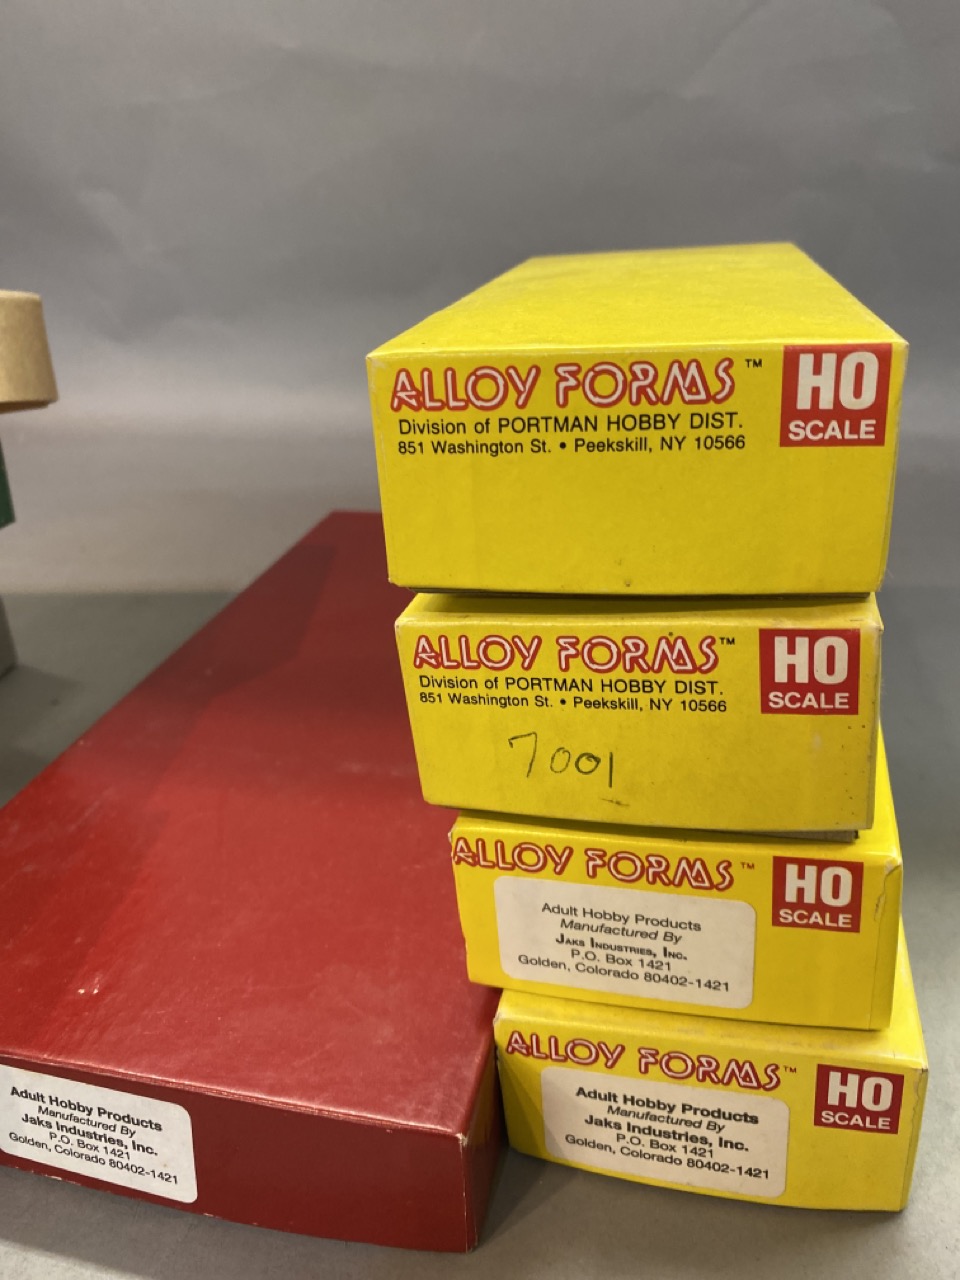 ALLOY FORMS™
Division of PORTMAN HOBBY DIST.
851 Washington St. • Peekskill, NY 10566
HO
SCALE
ALLOY FORMS™
Division of PORTMAN HOBBY DIST.
851 Washington St. • Peekskill, NY 10566
HO
SCALE
7001
ALLOY FORMS™
HO
SCALE
Adult Hobby Products
Manufactured By
JAKS INDUSTRIES, INC.
P.O. Box 1421
Golden, Colorado 80402-1421
ALLOY FORMS™
HO
SCALE
Adult Hobby Products
Manufactured By
Jaks Industries, Inc.
P.O. Box 1421
Golden, Colorado 80402-1421
Adult Hobby Products
Manufactured By
Jaks Industries, Inc.
P.O. Box 1421
Golden, Colorado 80402-1421